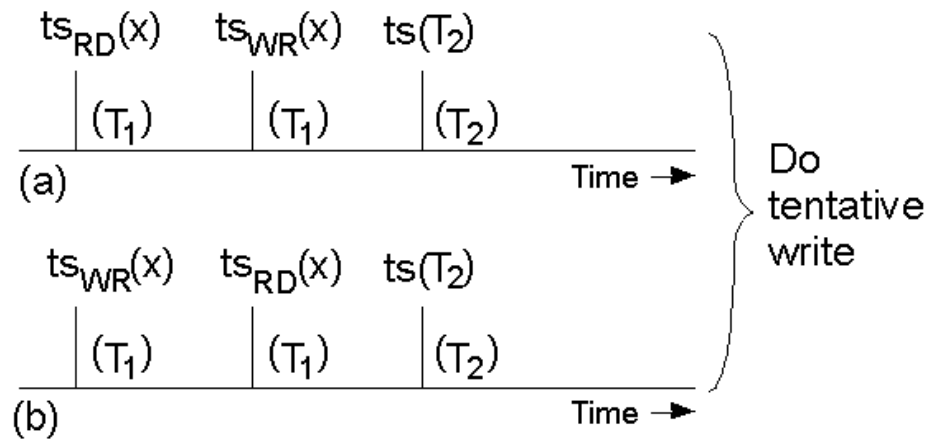 ts_RD(x) ts_WR(x) ts(T_2)
(T_1) (T_1) (T_2)
(a) Time
ts_WR(x) ts_RD(x) ts(T_2)
(T_1) (T_1) (T_2)
(b) Time
Do
tentative
write